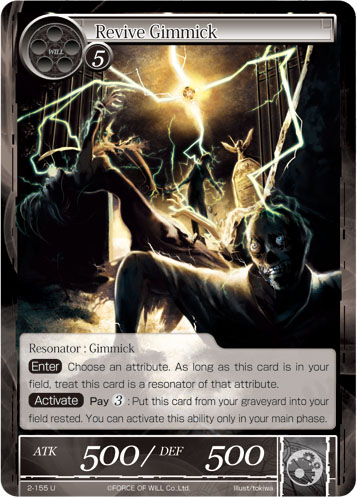 Revive Gimmick
WILL
5
Resonator : Gimmick
Enter Choose an attribute. As long as this card is in your
field, treat this card is a resonator of that attribute.
Activate Pay 3 : Put this card from your graveyard into your
field rested. You can activate this ability only in your main phase.
ATK 500 / DEF 500
2-155 U ©FORCE OF WILL Co.,Ltd. Illust/tokiwa